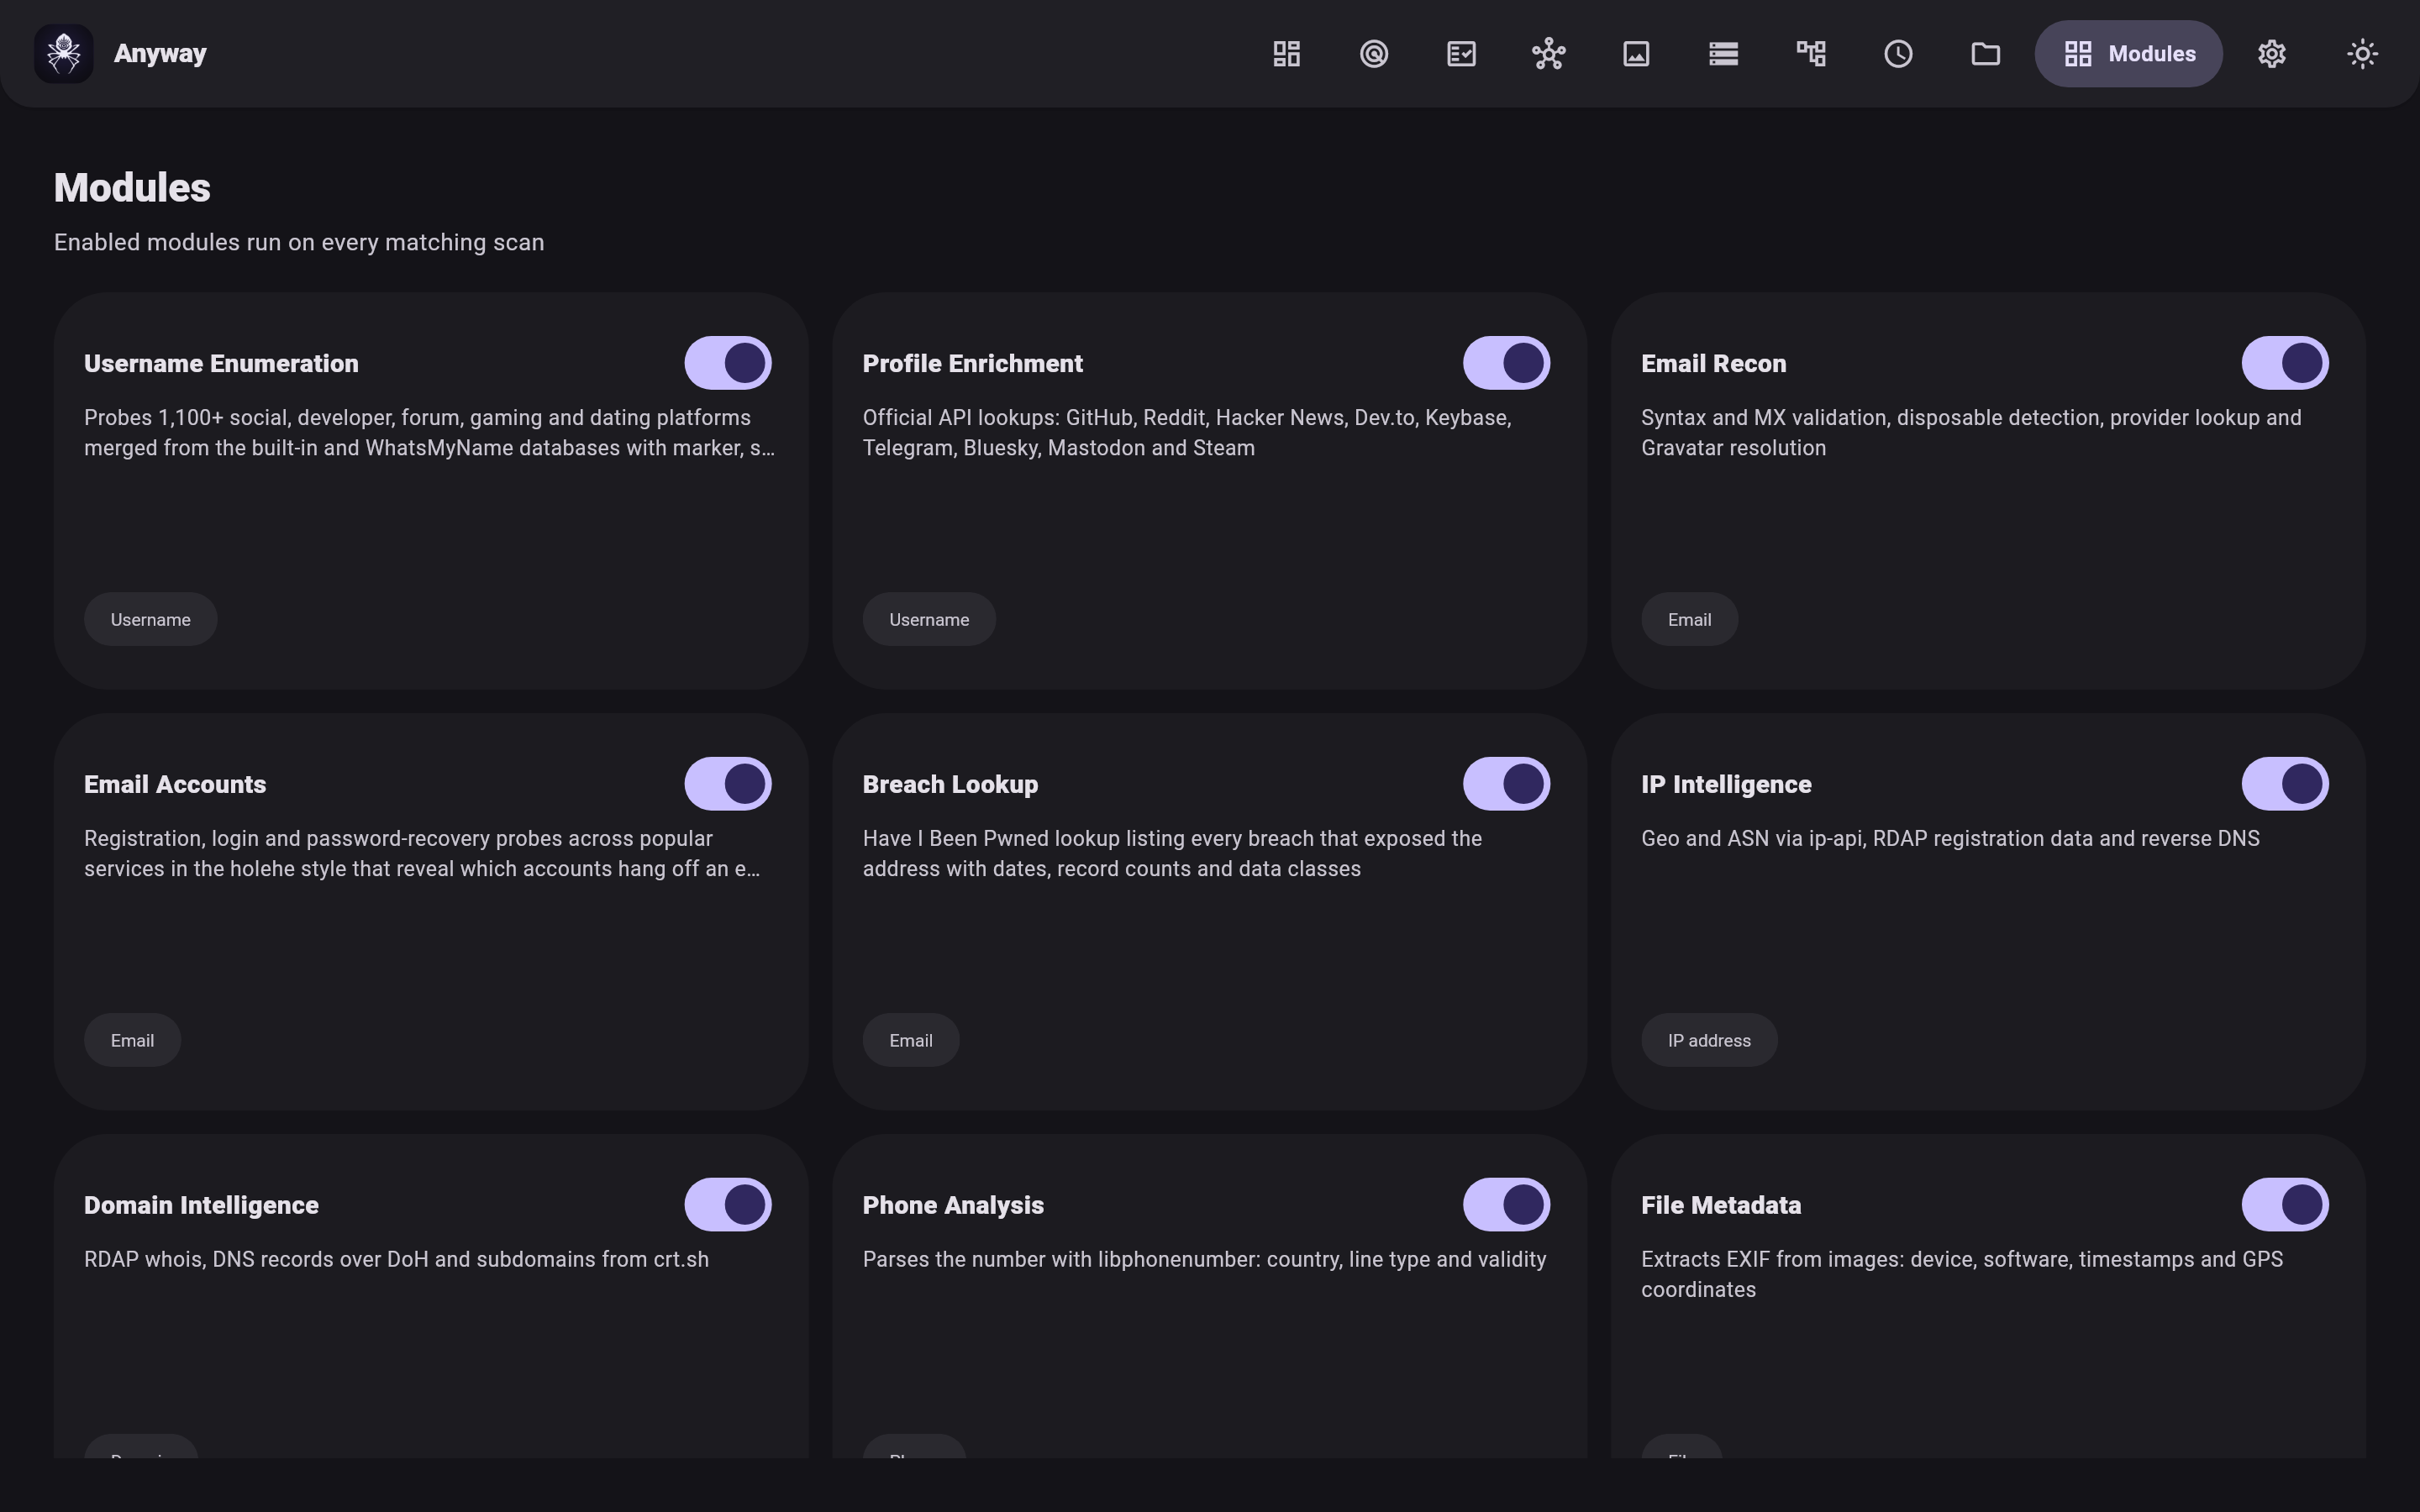 Anyway
Modules
Modules
Enabled modules run on every matching scan
Username Enumeration
Probes 1,100+ social, developer, forum, gaming and dating platforms
merged from the built-in and WhatsMyName databases with marker, s…
Username
Profile Enrichment
Official API lookups: GitHub, Reddit, Hacker News, Dev.to, Keybase,
Telegram, Bluesky, Mastodon and Steam
Username
Email Recon
Syntax and MX validation, disposable detection, provider lookup and
Gravatar resolution
Email
Email Accounts
Registration, login and password-recovery probes across popular
services in the holehe style that reveal which accounts hang off an e…
Email
Breach Lookup
Have I Been Pwned lookup listing every breach that exposed the
address with dates, record counts and data classes
Email
IP Intelligence
Geo and ASN via ip-api, RDAP registration data and reverse DNS
IP address
Domain Intelligence
RDAP whois, DNS records over DoH and subdomains from crt.sh
Phone Analysis
Parses the number with libphonenumber: country, line type and validity
File Metadata
Extracts EXIF from images: device, software, timestamps and GPS
coordinates